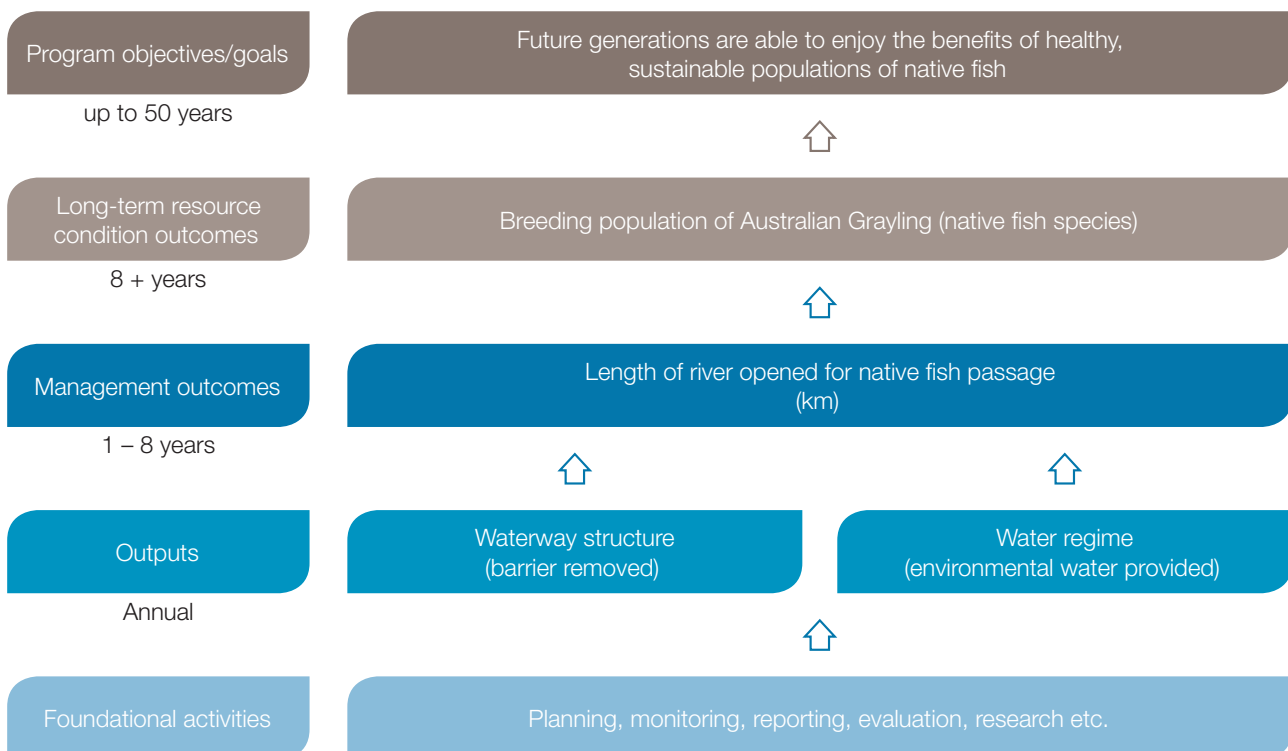 Program objectives/goals
Future generations are able to enjoy the benefits of healthy,
sustainable populations of native fish
up to 50 years
Long-term resource
condition outcomes
Breeding population of Australian Grayling (native fish species)
8 + years
Management outcomes
Length of river opened for native fish passage
(km)
1 – 8 years
Outputs
Waterway structure
(barrier removed)
Water regime
(environmental water provided)
Annual
Foundational activities
Planning, monitoring, reporting, evaluation, research etc.